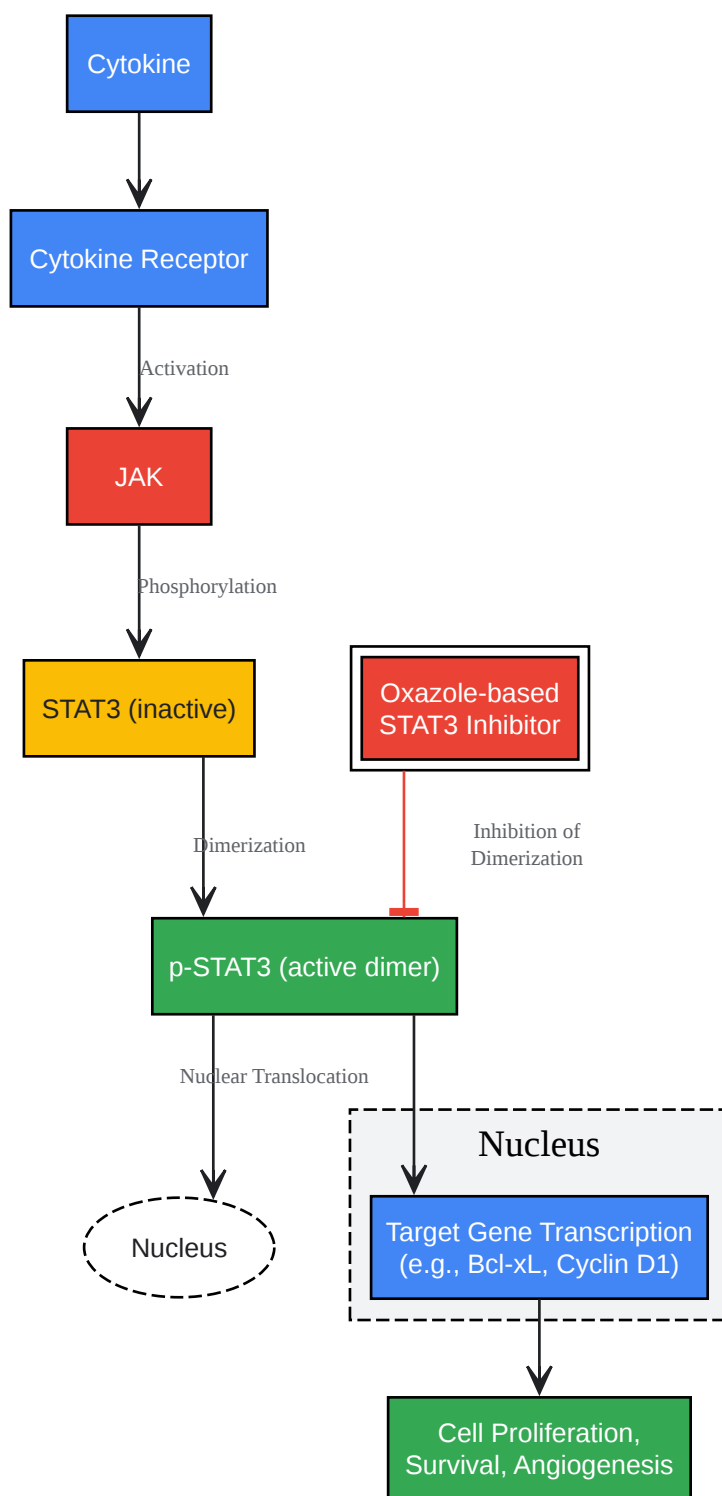 Cytokine
Cytokine Receptor
Activation
JAK
Phosphorylation
STAT3 (inactive)
Oxazole-based
STAT3 Inhibitor
Dimerization
Inhibition of
Dimerization
p-STAT3 (active dimer)
Nuclear Translocation
Nucleus
Nucleus
Target Gene Transcription
(e.g., Bcl-xL, Cyclin D1)
Cell Proliferation,
Survival, Angiogenesis